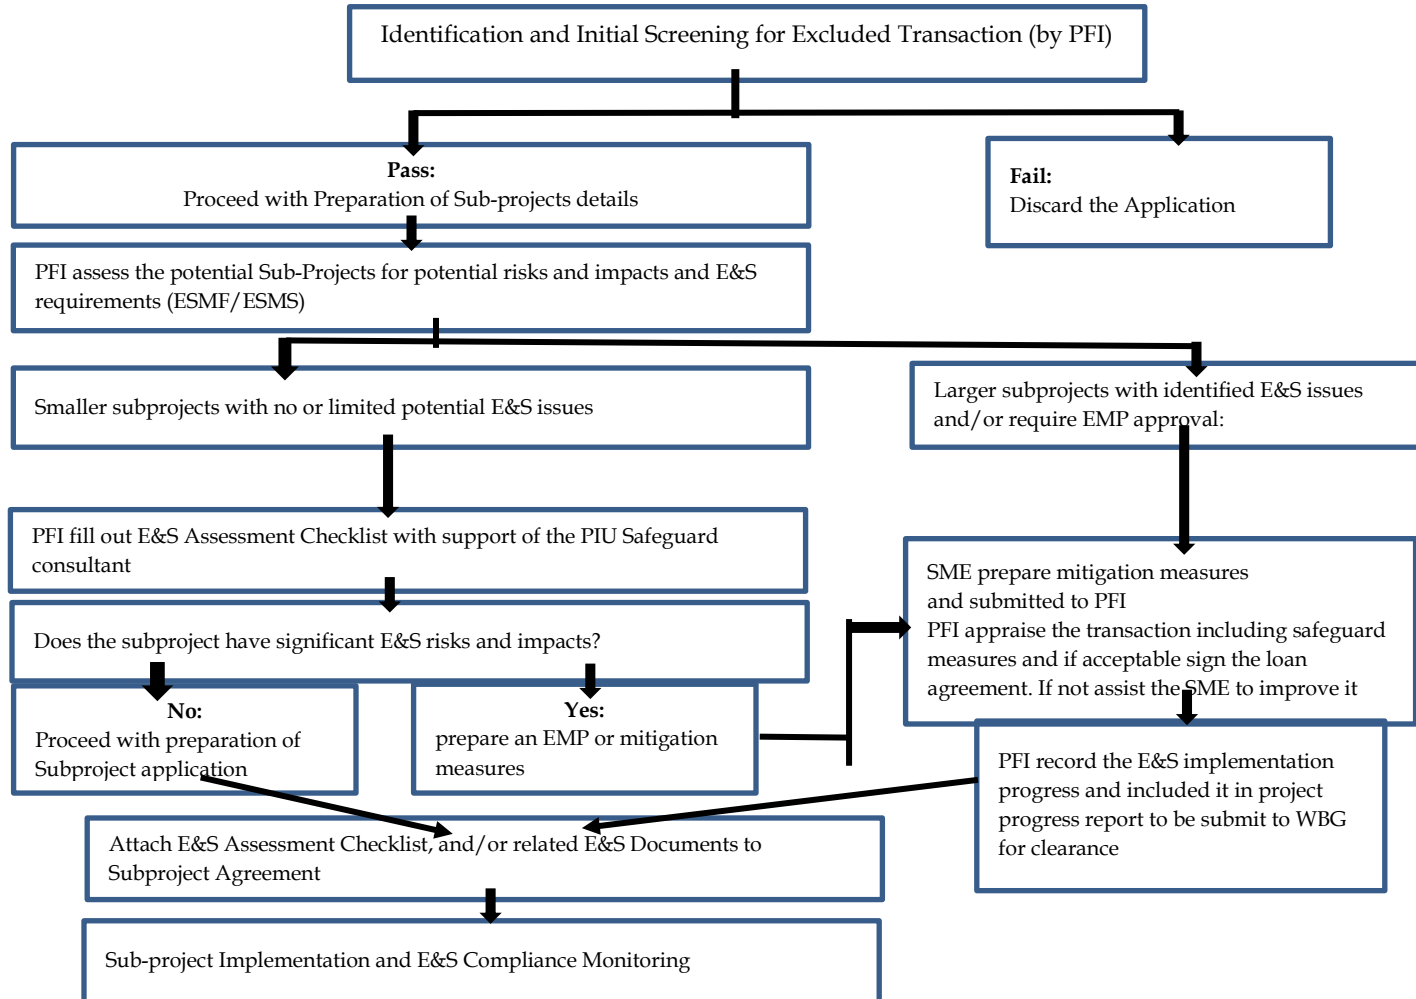 Identification and Initial Screening for Excluded Transaction (by PFI)
Pass:
Proceed with Preparation of Sub-projects details
Fail:
Discard the Application
PFI assess the potential Sub-Projects for potential risks and impacts and E&S
requirements (ESMF/ESMS)
Smaller subprojects with no or limited potential E&S issues
Larger subprojects with identified E&S issues
and/or require EMP approval:
PFI fill out E&S Assessment Checklist with support of the PIU Safeguard
consultant
Does the subproject have significant E&S risks and impacts?
No:
Proceed with preparation of
Subproject application
Yes:
prepare an EMP or mitigation
measures
SME prepare mitigation measures
and submitted to PFI
PFI appraise the transaction including safeguard
measures and if acceptable sign the loan
agreement. If not assist the SME to improve it
PFI record the E&S implementation
progress and included it in project
progress report to be submit to WBG
for clearance
Attach E&S Assessment Checklist, and/or related E&S Documents to
Subproject Agreement
Sub-project Implementation and E&S Compliance Monitoring